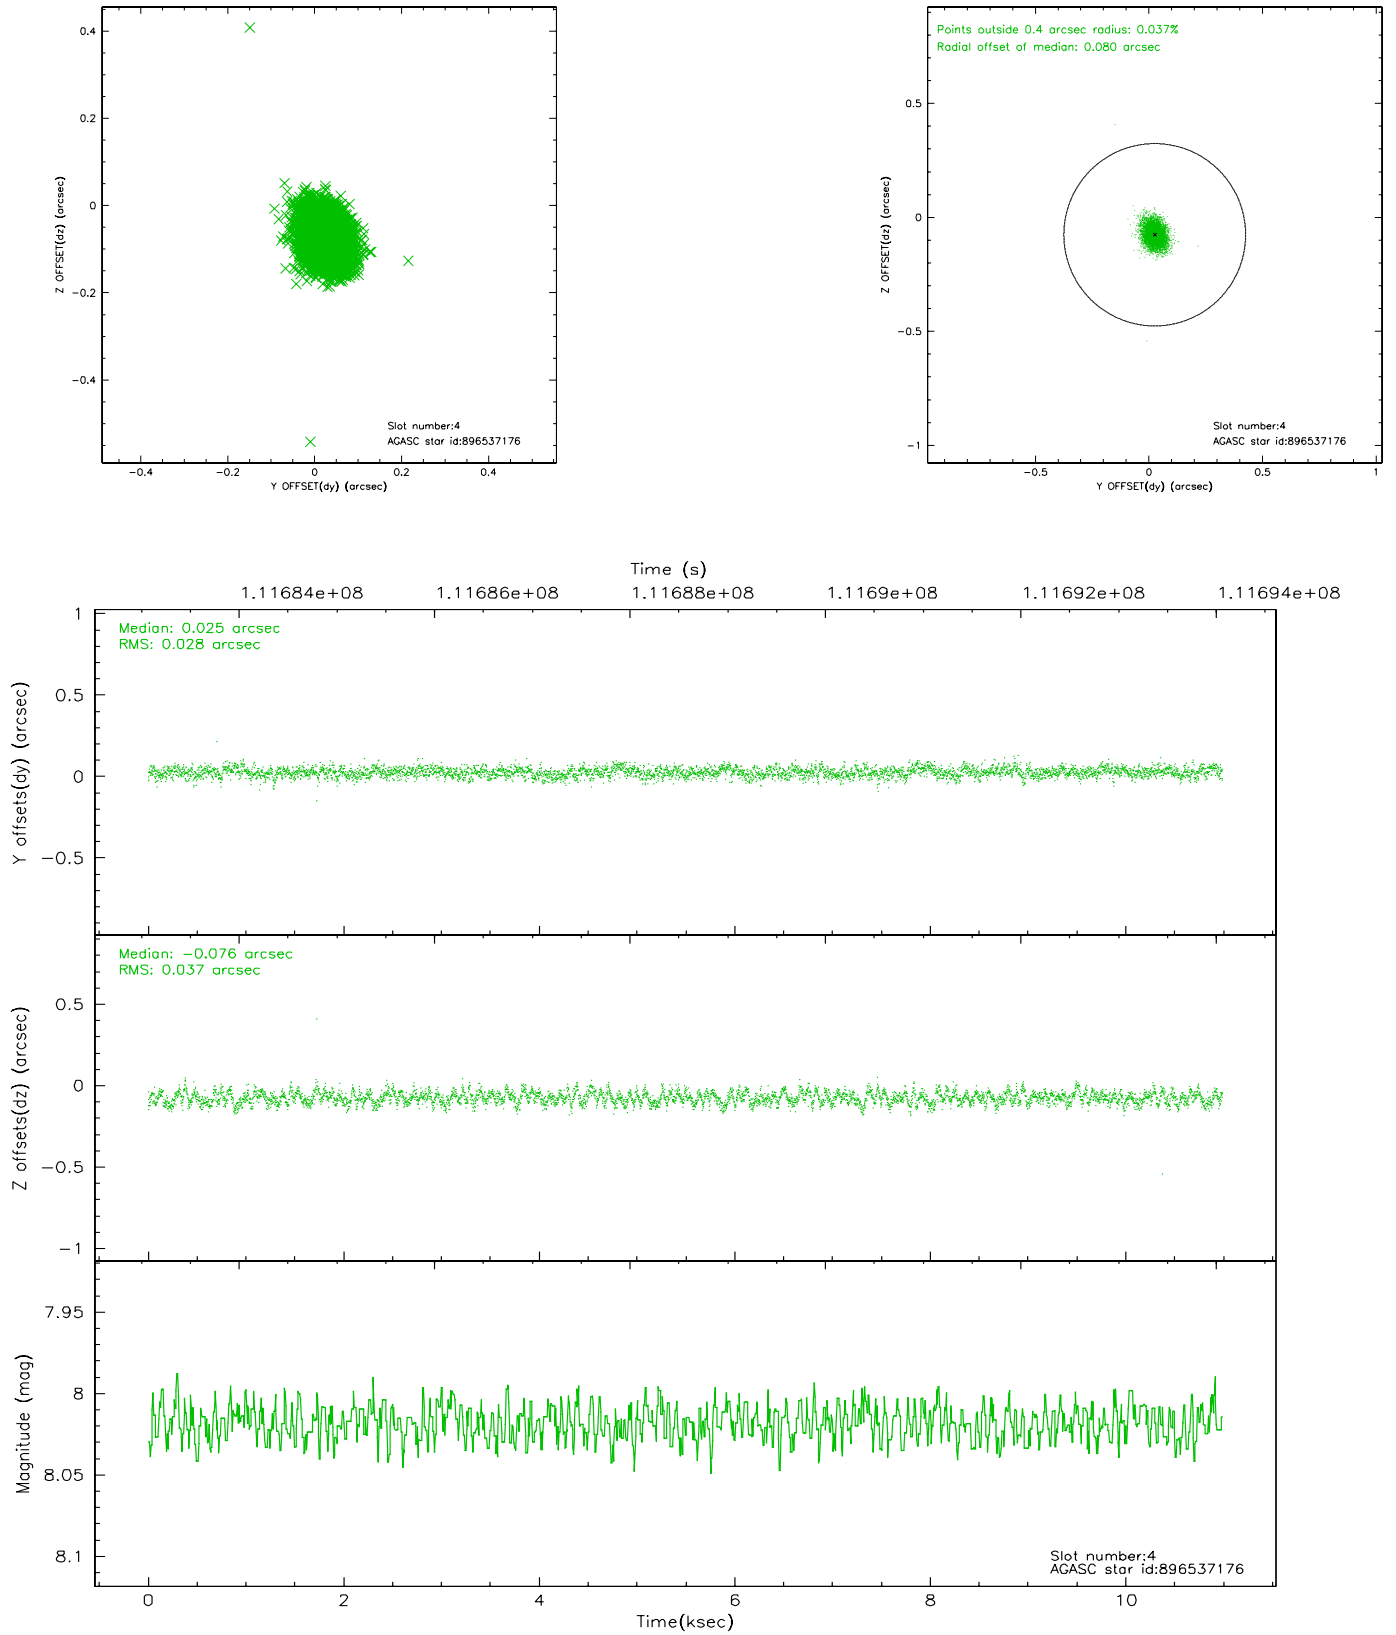 0.4
0.2
0
−0.2
−0.4
Z OFFSET(dz) (arcsec)
−0.4
−0.2
0
0.2
0.4
Y OFFSET(dy) (arcsec)
Slot number:4
AGASC star id:896537176
Points outside 0.4 arcsec radius: 0.037%
Radial offset of median: 0.080 arcsec
0.5
0
−0.5
−1
Z OFFSET(dz) (arcsec)
−0.5
0
0.5
1
Y OFFSET(dy) (arcsec)
Slot number:4
AGASC star id:896537176
Time (s)
1.11684e+08
1.11686e+08
1.11688e+08
1.1169e+08
1.11692e+08
1.11694e+08
Median: 0.025 arcsec
RMS: 0.028 arcsec
1
0.5
0
−0.5
Y offsets(dy) (arcsec)
Median: −0.076 arcsec
RMS: 0.037 arcsec
0.5
0
−0.5
−1
Z offsets(dz) (arcsec)
7.95
8
8.05
8.1
Magnitude (mag)
Slot number:4
AGASC star id:896537176
0
2
4
6
8
10
Time(ksec)